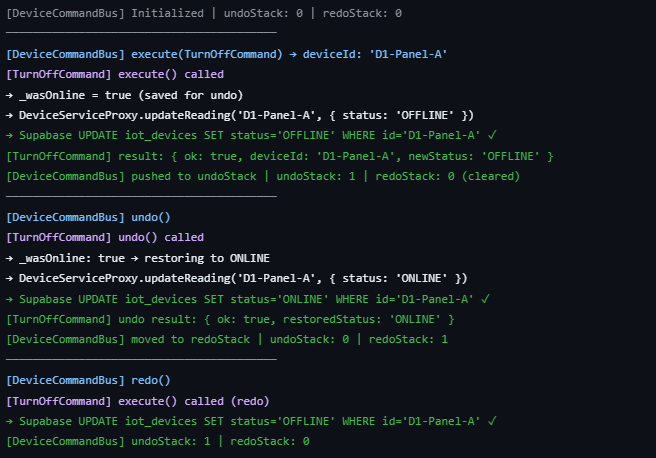 [DeviceCommandBus] Initialized | undoStack: 0 | redoStack: 0
[DeviceCommandBus] execute(TurnOffCommand) → deviceId: 'D1-Panel-A'
[TurnOffCommand] execute() called
→ _wasOnline = true (saved for undo)
→ DeviceServiceProxy.updateReading('D1-Panel-A', { status: 'OFFLINE' })
→ Supabase UPDATE iot_devices SET status='OFFLINE' WHERE id='D1-Panel-A' ✓
[TurnOffCommand] result: { ok: true, deviceId: 'D1-Panel-A', newStatus: 'OFFLINE' }
[DeviceCommandBus] pushed to undoStack | undoStack: 1 | redoStack: 0 (cleared)
[DeviceCommandBus] undo()
[TurnOffCommand] undo() called
→ _wasOnline: true → restoring to ONLINE
→ DeviceServiceProxy.updateReading('D1-Panel-A', { status: 'ONLINE' })
→ Supabase UPDATE iot_devices SET status='ONLINE' WHERE id='D1-Panel-A' ✓
[TurnOffCommand] undo result: { ok: true, restoredStatus: 'ONLINE' }
[DeviceCommandBus] moved to redoStack | undoStack: 0 | redoStack: 1
[DeviceCommandBus] redo()
[TurnOffCommand] execute() called (redo)
→ Supabase UPDATE iot_devices SET status='OFFLINE' WHERE id='D1-Panel-A' ✓
[DeviceCommandBus] undoStack: 1 | redoStack: 0